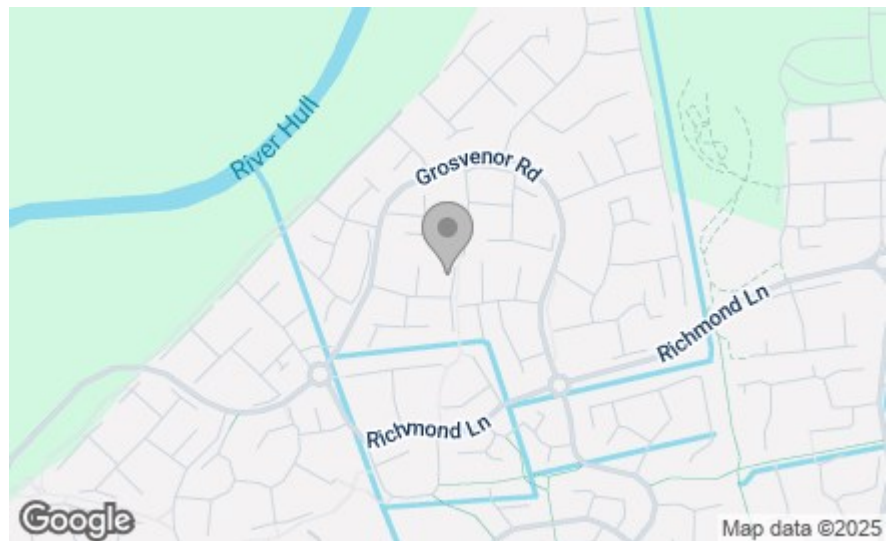 River Hull
Grosvenor Rd
Richmond Ln
Richmond Ln
Google
Map data ©2025